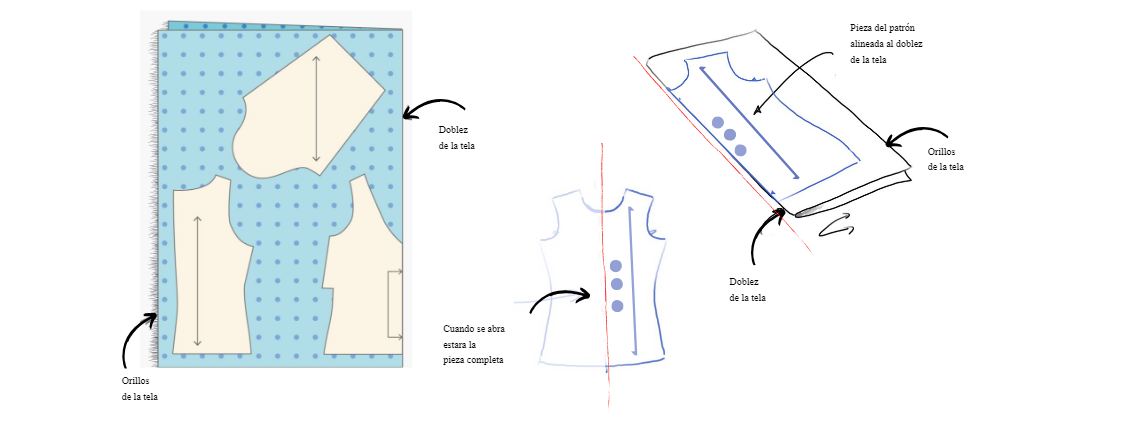 Doblez
de la tela
Orillos
de la tela
Cuando se abra
estara la
pieza completa
Pieza del patrón
alineada al doblez
de la tela
Orillos
de la tela
Doblez
de la tela